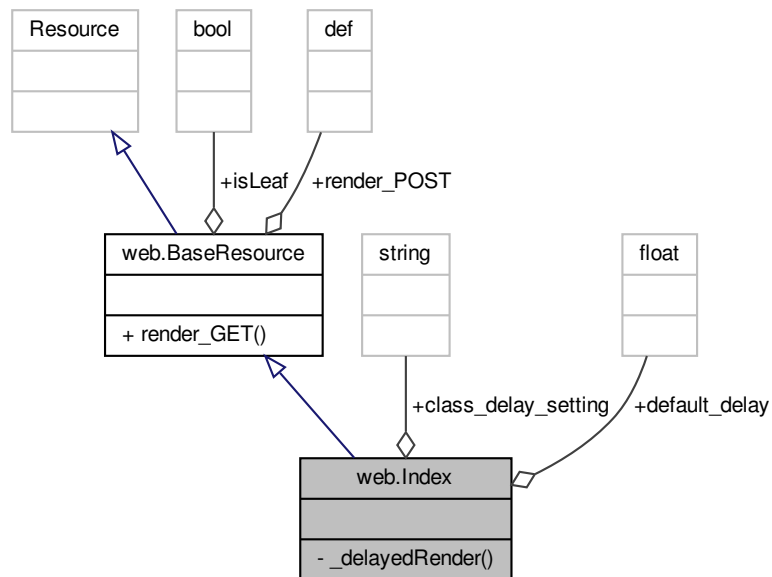 Resource
bool
def
+isLeaf
+render_POST
web.BaseResource
+ render_GET()
string
float
+class_delay_setting
+default_delay
web.Index
- _delayedRender()